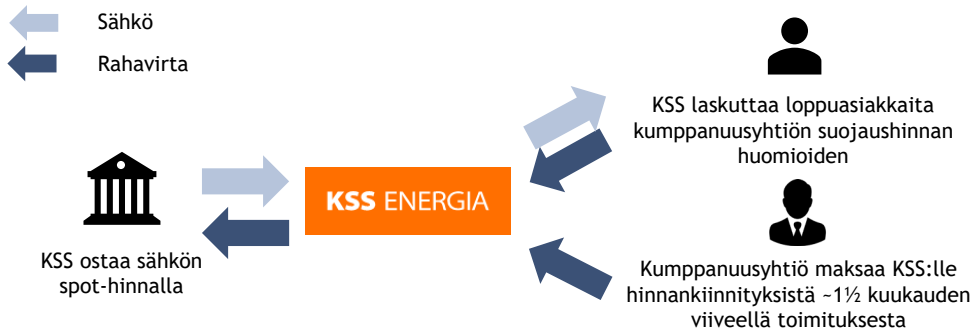 Sähkö
Rahavirta
KSS ostaa sähkön
spot-hinnalla
KSS ENERGIA
KSS laskuttaa loppuasiakkaita
kumppanuusyhtiön suojaushinnan
huomioiden
Kumppanuusyhtiö maksaa KSS:lle
hinnankiinnityksistä ~1½ kuukauden
viiveellä toimituksesta